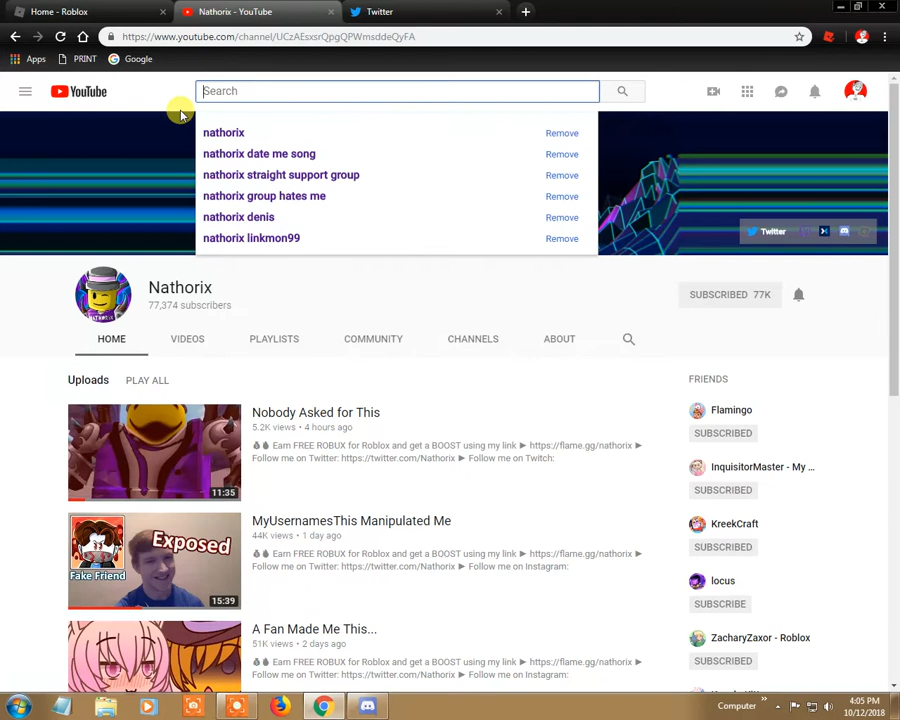 Home - Roblox
Nathorix - YouTube
Twitter
https://www.youtube.com/channel/UCzAEsxsrQpgQPWmsddeQyFA
Apps
PRINT
Google
YouTube
Search
nathorix Remove
nathorix date me song Remove
nathorix straight support group Remove
nathorix group hates me Remove
nathorix denis Remove
nathorix linkmon99 Remove
Twitter
Nathorix
77,374 subscribers
SUBSCRIBED 77K
HOME VIDEOS PLAYLISTS COMMUNITY CHANNELS ABOUT
Uploads PLAY ALL
11:35
Nobody Asked for This
5.2K views • 4 hours ago
Earn FREE ROBUX for Roblox and get a BOOST using my link ► https://flame.gg/nathorix ►
Follow me on Twitter: https://twitter.com/Nathorix ► Follow me on Twitch:
Fake Friend
Exposed
15:39
MyUsernamesThis Manipulated Me
44K views • 1 day ago
Earn FREE ROBUX for Roblox and get a BOOST using my link ► https://flame.gg/nathorix ►
Follow me on Twitter: https://twitter.com/Nathorix ► Follow me on Instagram:
A Fan Made Me This...
51K views • 2 days ago
Earn FREE ROBUX for Roblox and get a BOOST using my link ► https://flame.gg/nathorix ►
Follow me on Twitter: https://twitter.com/Nathorix ► Follow me on Instagram:
FRIENDS
Flamingo
SUBSCRIBED
InquisitorMaster - My ...
SUBSCRIBED
KreekCraft
SUBSCRIBED
locus
SUBSCRIBE
ZacharyZaxor - Roblox
SUBSCRIBED
Computer
4:05 PM
10/12/2018